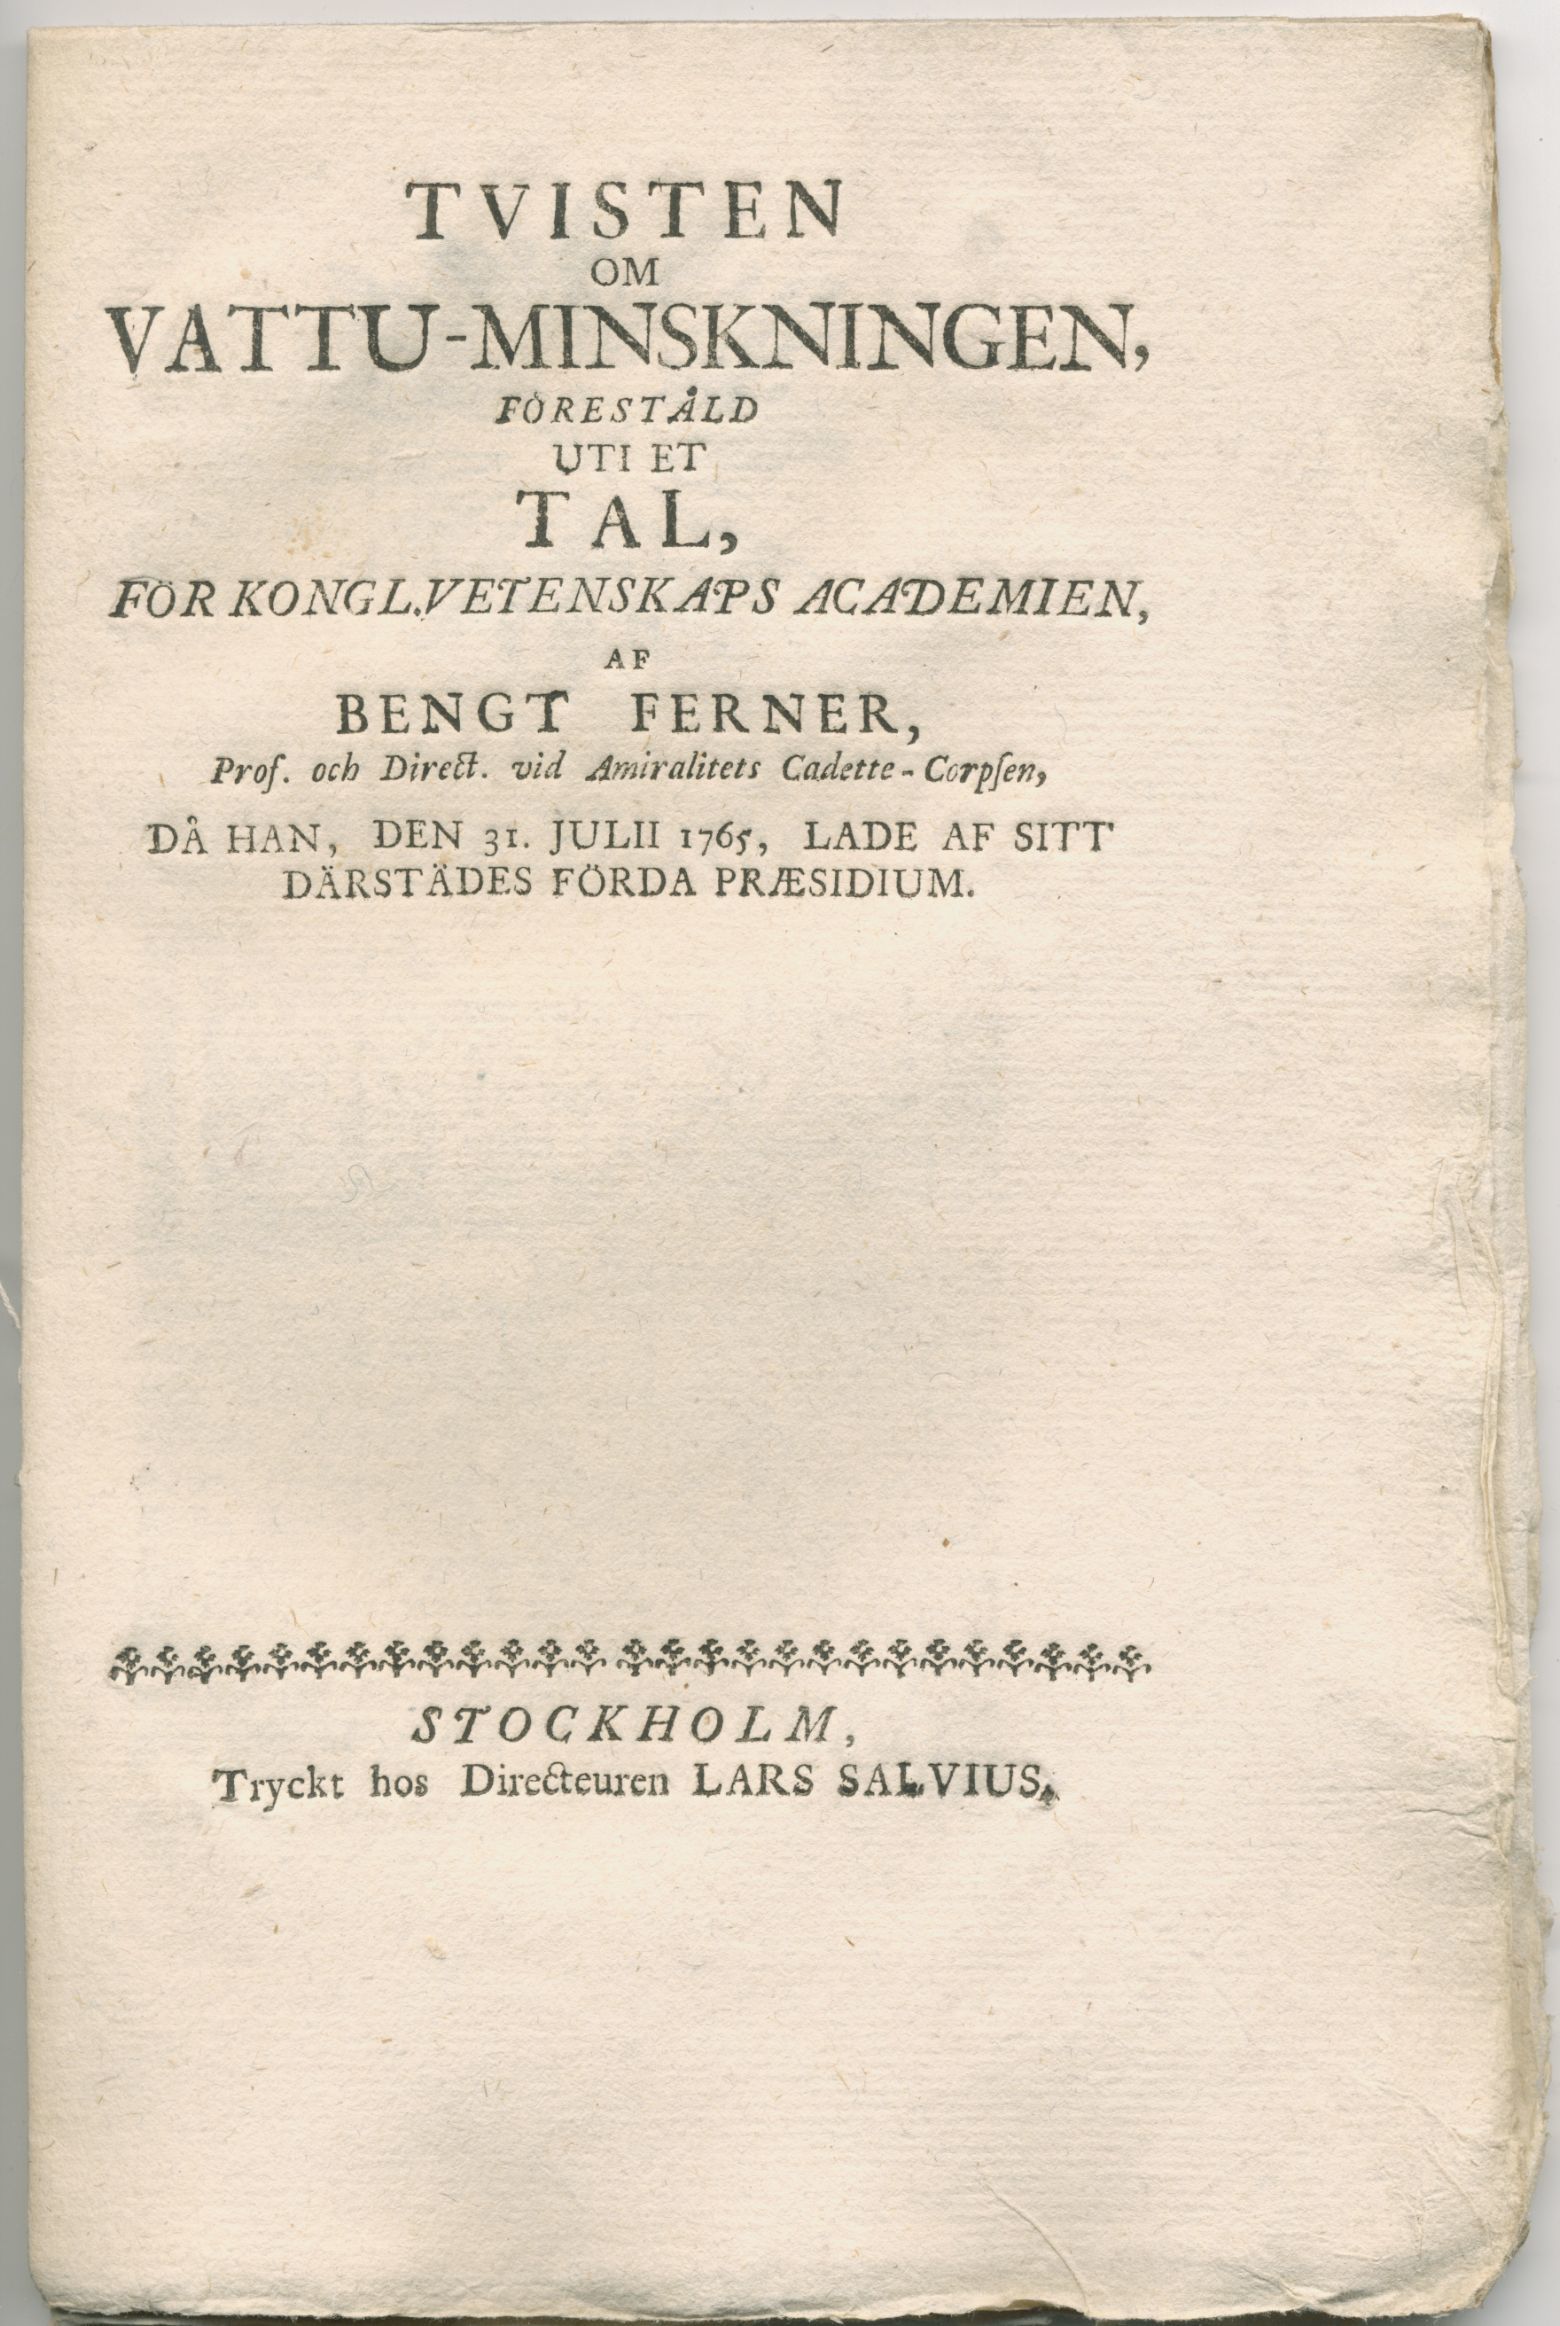 TVISTEN
OM
VATTU-MINSKNINGEN,
FÖRESTÅLD
UTI ET
TAL,
FÖR KONGL. VETENSKAPS ACADEMIEN,
AF
BENGT FERNER,
Prof. och Direct. vid Amiralitets Cadette-Corpſen,
DÅ HAN, DEN 31. JULII 1765, LADE AF SITT
DÄRSTÄDES FÖRDA PRÆSIDIUM.
STOCKHOLM,
Tryckt hos Directeuren LARS SALVIUS.